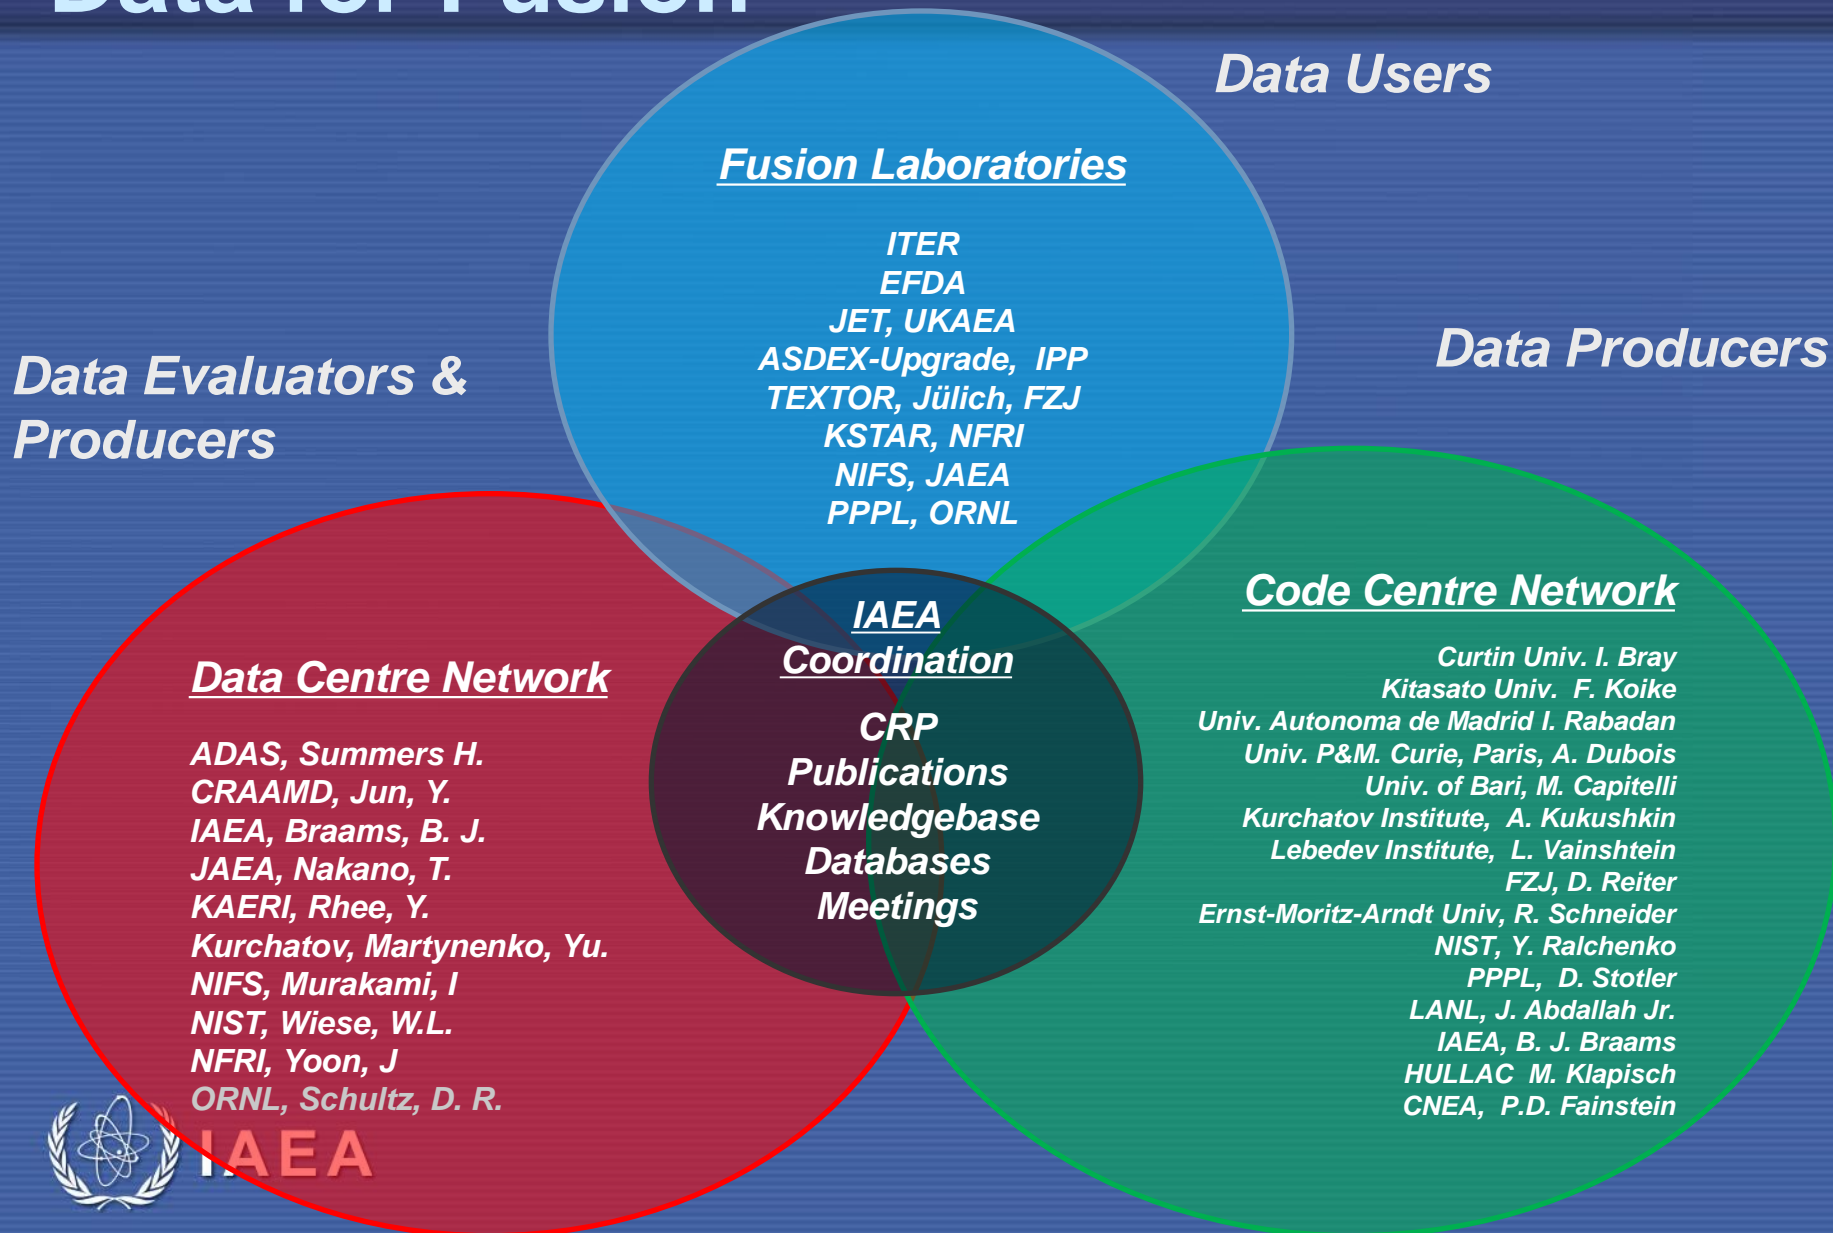 Data for Fusion
Data Users
Fusion Laboratories
ITER
EFDA
JET, UKAEA
ASDEX-Upgrade, IPP
TEXTOR, Jülich, FZJ
KSTAR, NFRI
NIFS, JAEA
PPPL, ORNL
Data Evaluators &
Producers
Data Producers
Data Centre Network
ADAS, Summers H.
CRAAMD, Jun, Y.
IAEA, Braams, B. J.
JAEA, Nakano, T.
KAERI, Rhee, Y.
Kurchatov, Martynenko, Yu.
NIFS, Murakami, I
NIST, Wiese, W.L.
NFRI, Yoon, J
ORNL, Schultz, D. R.
IAEA
Coordination
CRP
Publications
Knowledgebase
Databases
Meetings
Code Centre Network
Curtin Univ. I. Bray
Kitasato Univ. F. Koike
Univ. Autonoma de Madrid I. Rabadan
Univ. P&M. Curie, Paris, A. Dubois
Univ. of Bari, M. Capitelli
Kurchatov Institute, A. Kukushkin
Lebedev Institute, L. Vainshtein
FZJ, D. Reiter
Ernst-Moritz-Arndt Univ, R. Schneider
NIST, Y. Ralchenko
PPPL, D. Stotler
LANL, J. Abdallah Jr.
IAEA, B. J. Braams
HULLAC M. Klapisch
CNEA, P.D. Fainstein
IAEA